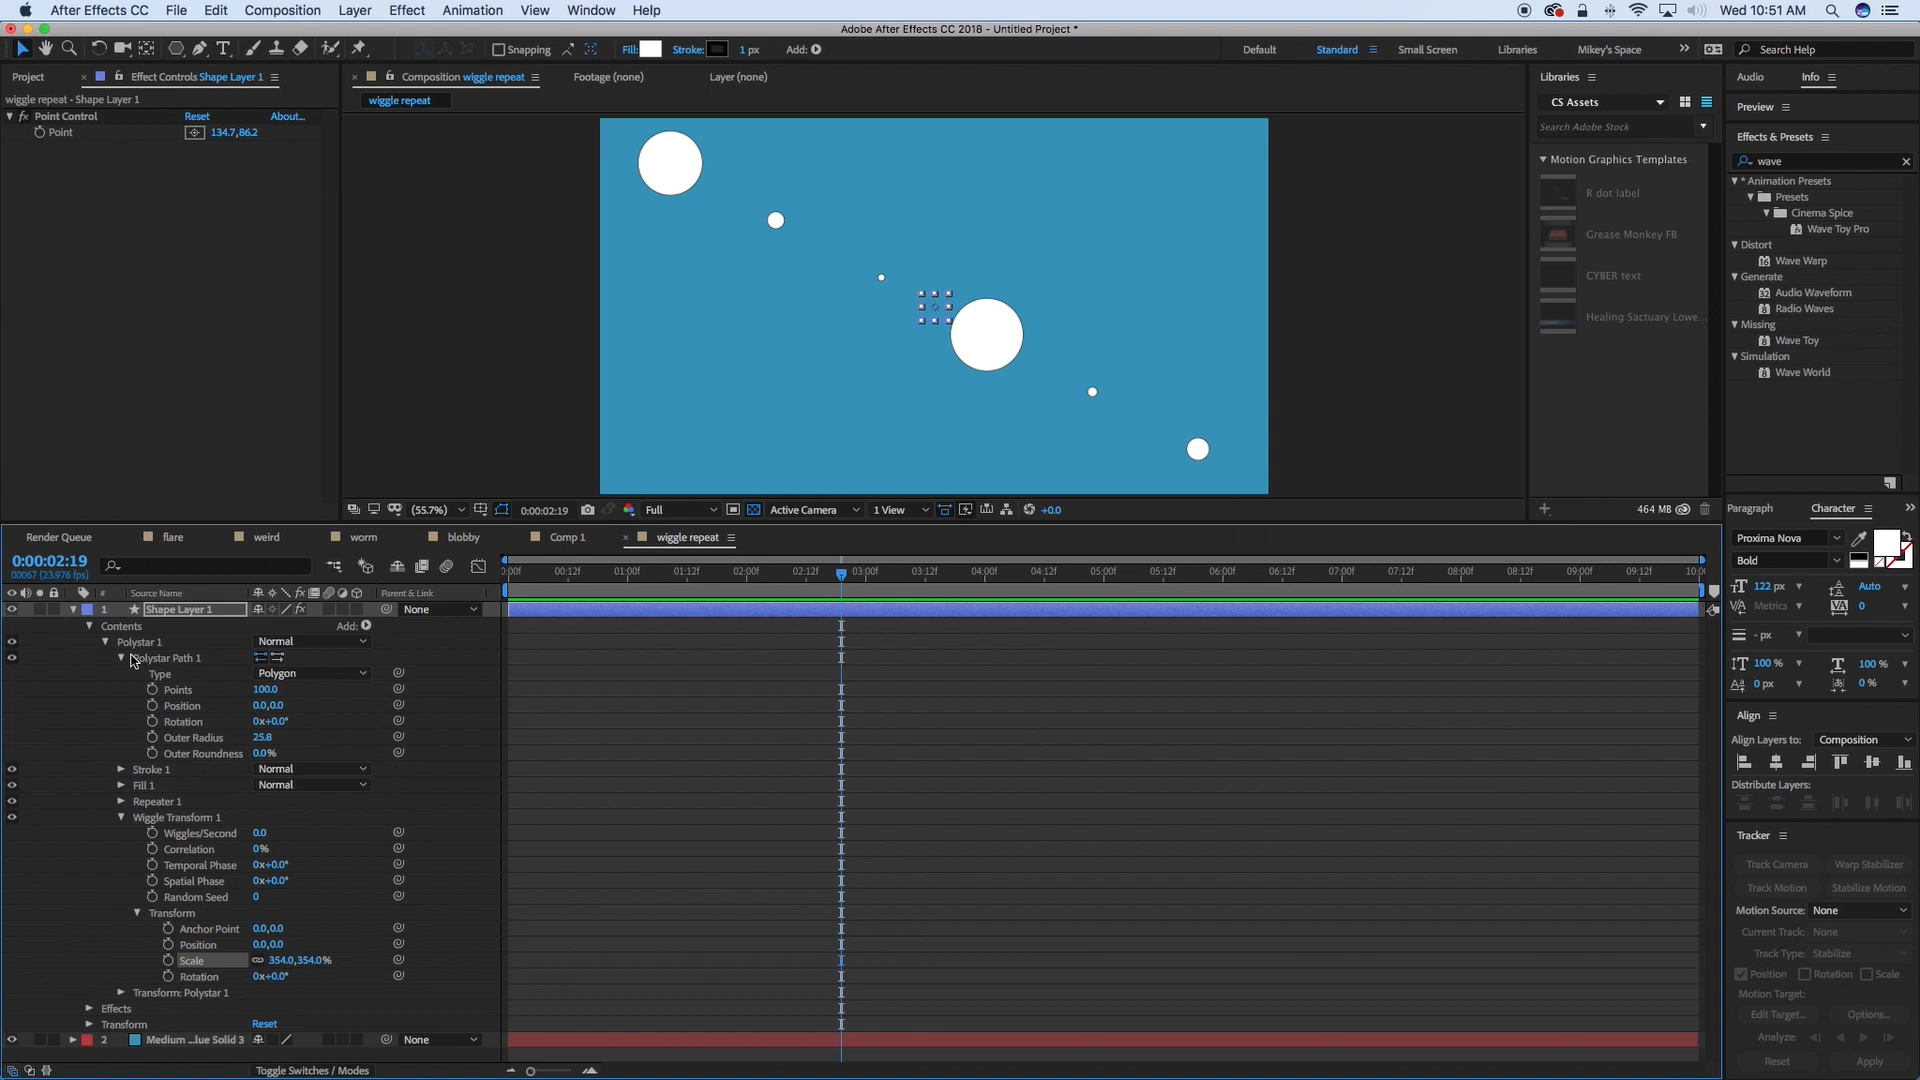 After Effects CC File Edit Composition Layer Effect Animation View Window Help Wed 10:51 AM
Adobe After Effects CC 2018 - Untitled Project *
Snapping Fill: Stroke: 1 px Add: Default Standard Small Screen Libraries Mikey's Space Search Help
Project Effect Controls Shape Layer 1 Composition wiggle repeat Footage (none) Layer (none) Libraries Audio Info
wiggle repeat • Shape Layer 1 wiggle repeat CS Assets Preview
fx Point Control Reset About...
Point 134.7,86.2
Search Adobe Stock Effects & Presets
Motion Graphics Templates wave
R dot label
Grease Monkey FB
CYBER text
Healing Sactuary Lowe...
* Animation Presets
Presets
Cinema Spice
Wave Toy Pro
Distort
Wave Warp
Generate
Audio Waveform
Radio Waves
Missing
Wave Toy
Simulation
Wave World
(55.7%) 0:00:02:19 Full Active Camera 1 View +0.0 464 MB Paragraph Character
Render Queue flare weird worm blobby Comp 1 wiggle repeat
0:00:02:19
00067 (23.976 fps)
:00f 00:12f 01:00f 01:12f 02:00f 02:12f 03:00f 03:12f 04:00f 04:12f 05:00f 05:12f 06:00f 06:12f 07:00f 07:12f 08:00f 08:12f 09:00f 09:12f 10:0
# Source Name Parent & Link
1 Shape Layer 1 fx None
Contents Add:
Polystar 1 Normal
Polystar Path 1
Type Polygon
Points 100.0
Position 0.0,0.0
Rotation 0x+0.0°
Outer Radius 25.8
Outer Roundness 0.0%
Stroke 1 Normal
Fill 1 Normal
Repeater 1
Wiggle Transform 1
Wiggles/Second 0.0
Correlation 0%
Temporal Phase 0x+0.0°
Spatial Phase 0x+0.0°
Random Seed 0
Transform
Anchor Point 0.0,0.0
Position 0.0,0.0
Scale 354.0,354.0%
Rotation 0x+0.0°
Transform: Polystar 1
Effects
Transform Reset
2 Medium ...lue Solid 3 None
Toggle Switches / Modes
Proxima Nova
Bold
122 px Auto
Metrics 0
- px
100 % 100 %
0 px 0 %
Align
Align Layers to: Composition
Distribute Layers:
Tracker
Track Camera Warp Stabilizer
Track Motion Stabilize Motion
Motion Source: None
Current Track: None
Track Type: Stabilize
Position Rotation Scale
Motion Target:
Edit Target... Options...
Analyze:
Reset Apply